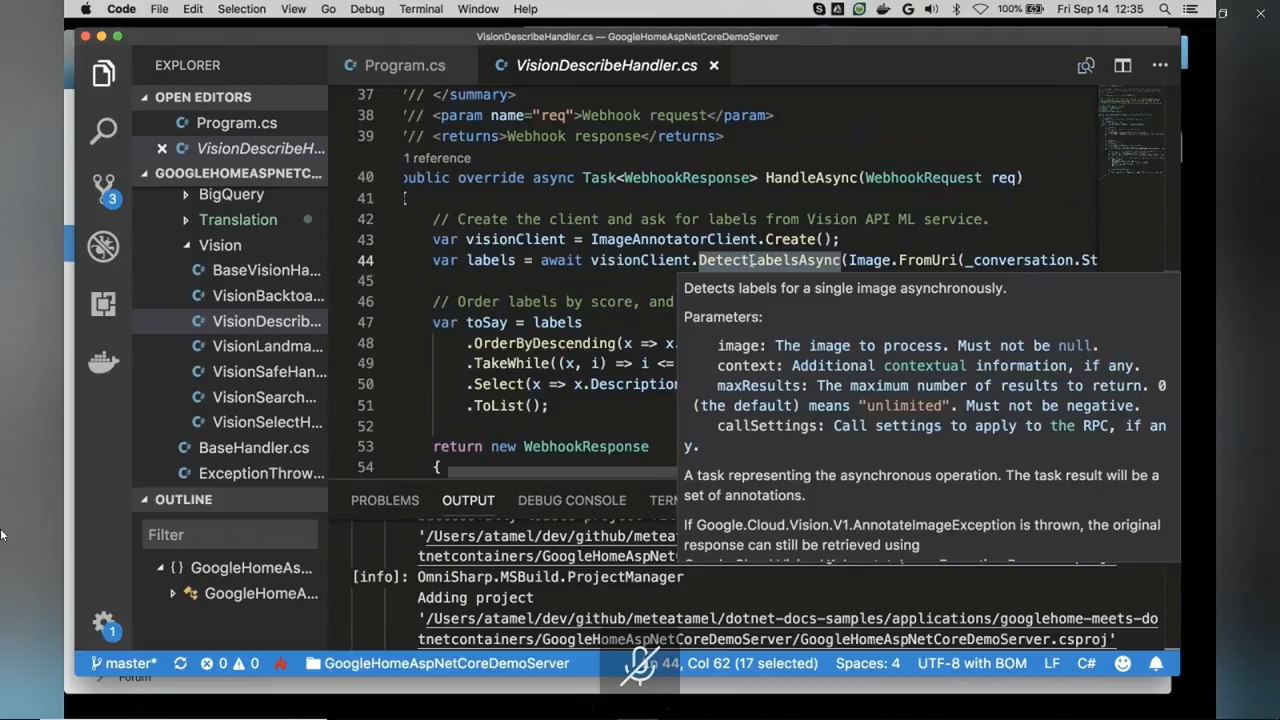 Code File Edit Selection View Go Debug Terminal Window Help 100% Fri Sep 14 12:35
VisionDescribeHandler.cs — GoogleHomeAspNetCoreDemoServer
EXPLORER
OPEN EDITORS
Program.cs
VisionDescribeH...
GOOGLEHOMEASPNETC...
BigQuery
Translation
Vision
BaseVisionHa...
VisionBacktoa...
VisionDescrib...
VisionLandma...
VisionSafeHan...
VisionSearch...
VisionSelectH...
BaseHandler.cs
ExceptionThrow...
OUTLINE
Filter
{ } GoogleHomeAs...
GoogleHomeA...
3
1
Program.cs
VisionDescribeHandler.cs
37 /// </summary>
38 /// <param name="req">Webhook request</param>
39 /// <returns>Webhook response</returns>
1 reference
40 public override async Task<WebhookResponse> HandleAsync(WebhookRequest req)
41 {
42 // Create the client and ask for labels from Vision API ML service.
43 var visionClient = ImageAnnotatorClient.Create();
44 var labels = await visionClient.DetectLabelsAsync(Image.FromUri(_conversation.St
45
46 // Order labels by score, and
47 var toSay = labels
48 .OrderByDescending(x => x.
49 .TakeWhile((x, i) => i <=
50 .Select(x => x.Description
51 .ToList();
52
53 return new WebhookResponse
54 {
Detects labels for a single image asynchronously.
Parameters:
image: The image to process. Must not be null.
context: Additional contextual information, if any.
maxResults: The maximum number of results to return. 0
(the default) means "unlimited". Must not be negative.
callSettings: Call settings to apply to the RPC, if an
y.
A task representing the asynchronous operation. The task result will be a
set of annotations.
If Google.Cloud.Vision.V1.AnnotateImageException is thrown, the original
response can still be retrieved using
PROBLEMS OUTPUT DEBUG CONSOLE TERM
'/Users/atamel/dev/github/meteata
tnetcontainers/GoogleHomeAspNetC
[info]: OmniSharp.MSBuild.ProjectManager
Adding project
'/Users/atamel/dev/github/meteatamel/dotnet-docs-samples/applications/googlehome-meets-do
tnetcontainers/GoogleHomeAspNetCoreDemoServer/GoogleHomeAspNetCoreDemoServer.csproj'
master* 0 0 GoogleHomeAspNetCoreDemoServer Ln 44, Col 62 (17 selected) Spaces: 4 UTF-8 with BOM LF C#
Forum